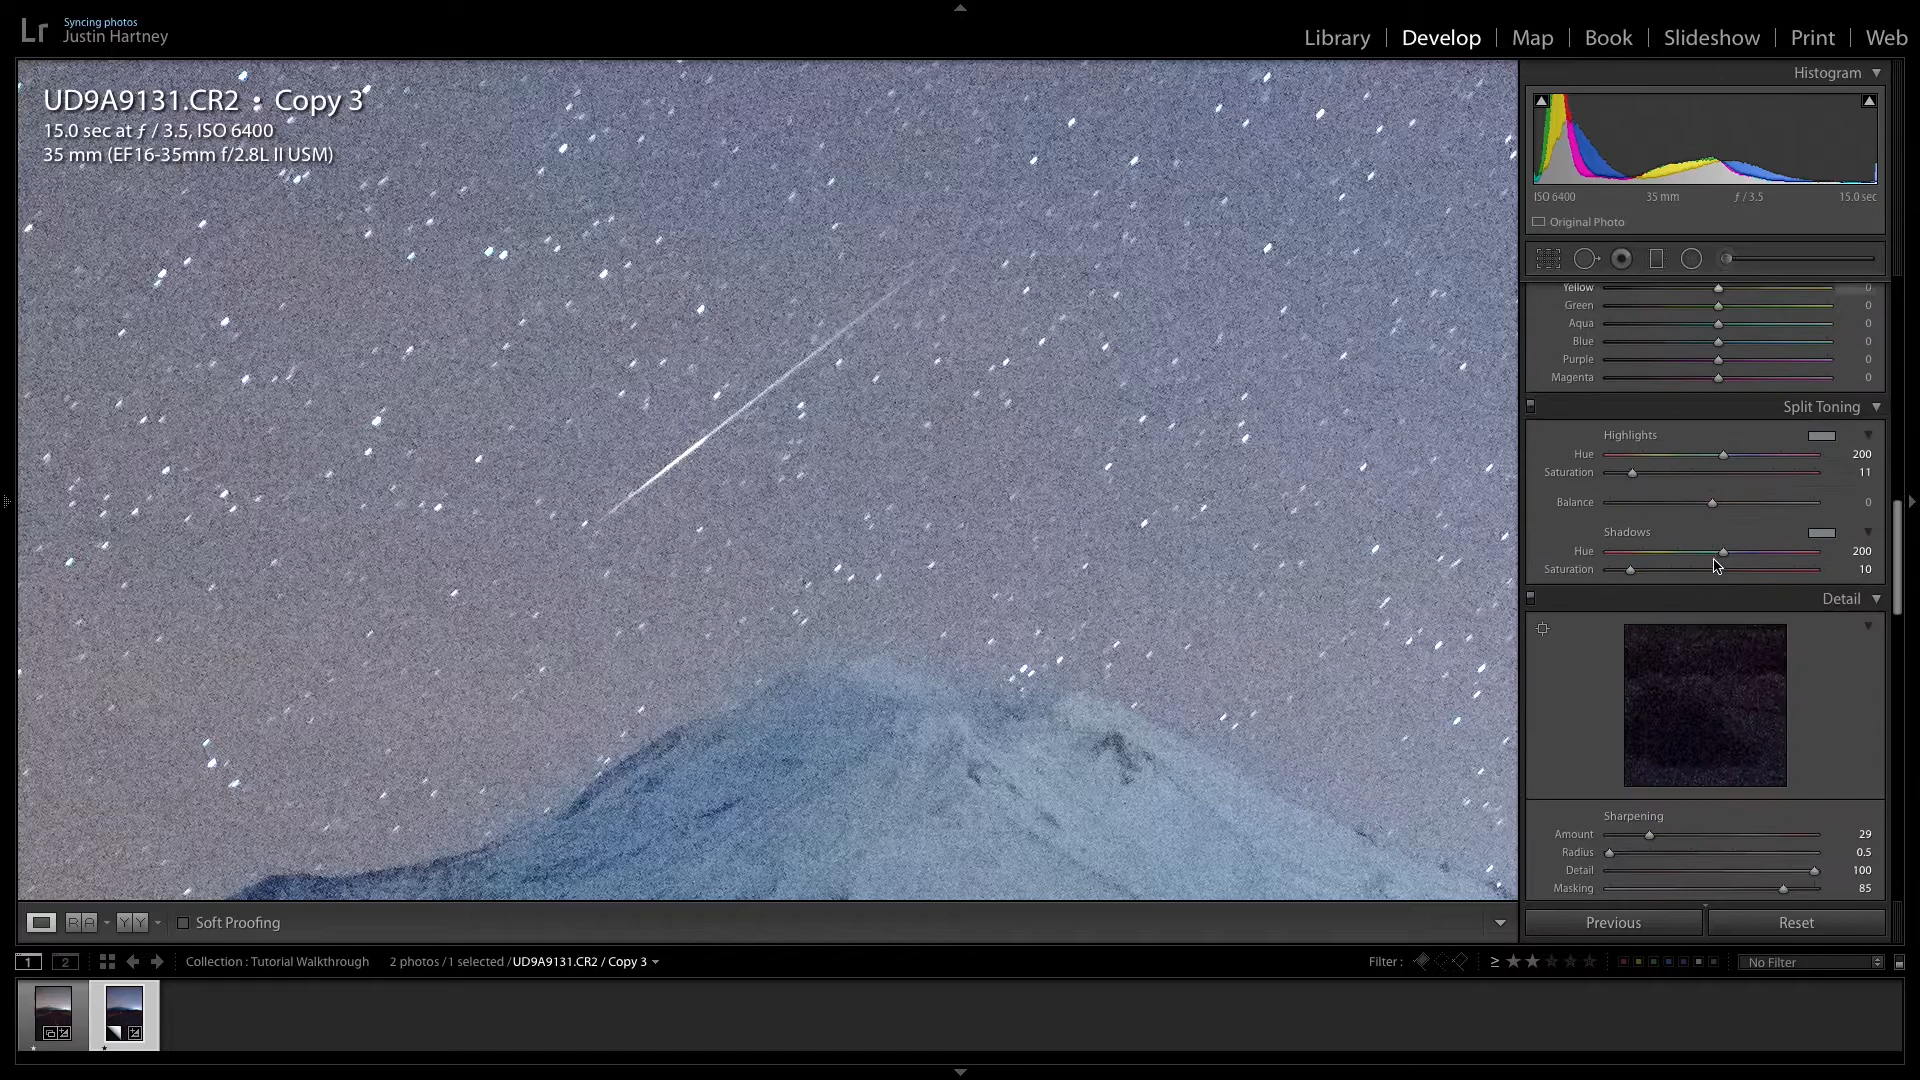 Lr
Syncing photos
Justin Hartney
Library | Develop | Map | Book | Slideshow | Print | Web
UD9A9131.CR2 • Copy 3
15.0 sec at ƒ / 3.5, ISO 6400
35 mm (EF16-35mm f/2.8L II USM)
Histogram
ISO 6400 35 mm ƒ / 3.5 15.0 sec
Original Photo
Yellow 0
Green 0
Aqua 0
Blue 0
Purple 0
Magenta 0
Split Toning
Highlights
Hue 200
Saturation 11
Balance 0
Shadows
Hue 200
Saturation 10
Detail
Sharpening
Amount 29
Radius 0.5
Detail 100
Masking 85
R A Y Y Soft Proofing
Previous Reset
1 2 Collection : Tutorial Walkthrough 2 photos / 1 selected / UD9A9131.CR2 / Copy 3 Filter : ≥ No Filter